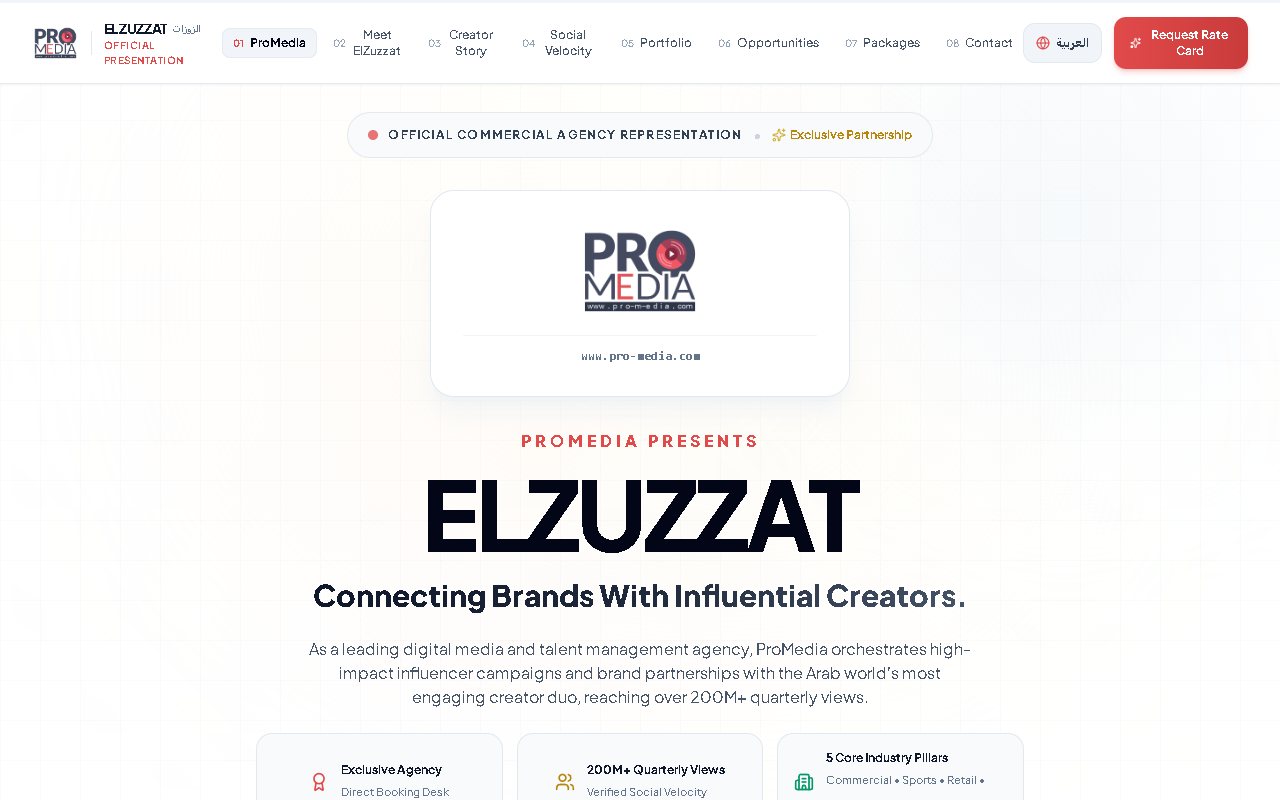 PRO
MEDIA
ELZUZZAT الزوزات
OFFICIAL
PRESENTATION
01 ProMedia
02 Meet
ElZuzzat
03 Creator
Story
04 Social
Velocity
05 Portfolio
06 Opportunities
07 Packages
08 Contact
العربية
Request Rate
Card
OFFICIAL COMMERCIAL AGENCY REPRESENTATION • Exclusive Partnership
PRO
MEDIA
www.pro-media.com
www.pro-media.com
PROMEDIA PRESENTS
ELZUZZAT
Connecting Brands With Influential Creators.
As a leading digital media and talent management agency, ProMedia orchestrates high-
impact influencer campaigns and brand partnerships with the Arab world's most
engaging creator duo, reaching over 200M+ quarterly views.
Exclusive Agency
Direct Booking Desk
200M+ Quarterly Views
Verified Social Velocity
5 Core Industry Pillars
Commercial • Sports • Retail •